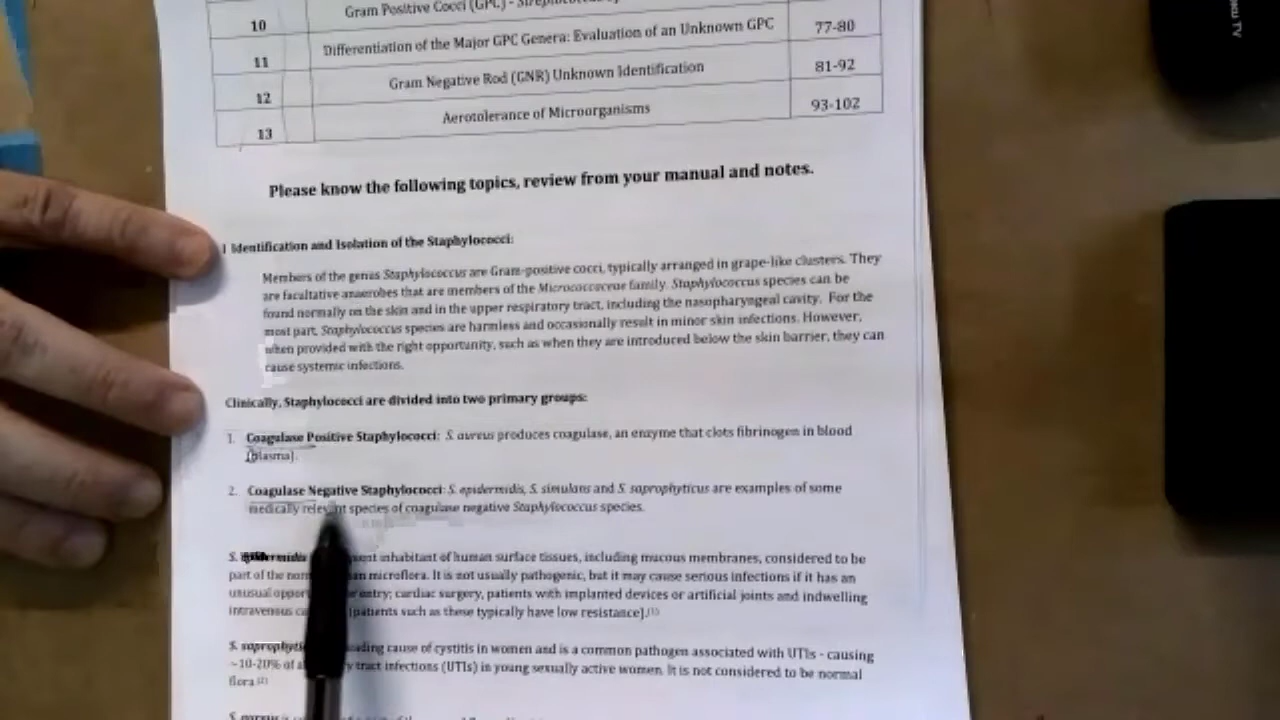 10 Gram Positive Cocci (GPC) -
11 Differentiation of the Major GPC Genera: Evaluation of an Unknown GPC 77-80
12 Gram Negative Rod (GNR) Unknown Identification 81-92
13 Aerotolerance of Microorganisms 93-102
Please know the following topics, review from your manual and notes.
I Identification and Isolation of the Staphylococci:
Members of the genus Staphylococcus are Gram-positive cocci, typically arranged in grape-like clusters. They
are facultative anaerobes that are members of the Micrococcaceae family. Staphylococcus species can be
found normally on the skin and in the upper respiratory tract, including the nasopharyngeal cavity. For the
most part, Staphylococcus species are harmless and occasionally result in minor skin infections. However,
when provided with the right opportunity, such as when they are introduced below the skin barrier, they can
cause systemic infections.
Clinically, Staphylococci are divided into two primary groups:
1. Coagulase Positive Staphylococci: S. aureus produces coagulase, an enzyme that clots fibrinogen in blood
(plasma).
2. Coagulase Negative Staphylococci: S. epidermidis, S. simulans and S. saprophyticus are examples of some
medically relevant species of coagulase negative Staphylococcus species.
S. inhabitant of human surface tissues, including mucous membranes, considered to be
part of the microflora. It is not usually pathogenic, but it may cause serious infections if it has an
unusual entry; cardiac surgery, patients with implanted devices or artificial joints and indwelling
intravenous [patients such as these typically have low resistance].(1)
S. cause of cystitis in women and is a common pathogen associated with UTIs - causing
~10-20% of tract infections (UTIs) in young sexually active women. It is not considered to be normal
flora.(2)